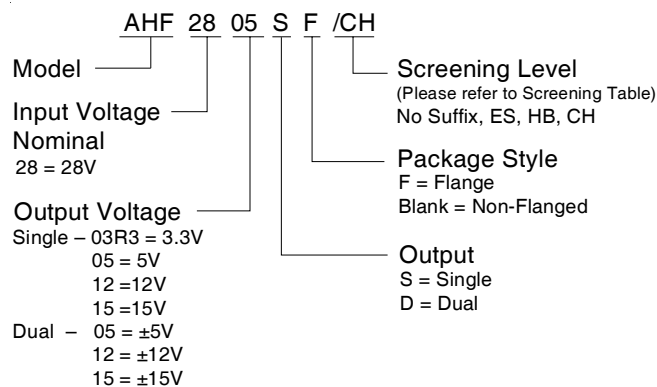 AHF 28 05 S F /CH
Model
Input Voltage
Nominal
28 = 28V
Output Voltage
Single – 03R3 = 3.3V
05 = 5V
12 =12V
15 =15V
Dual – 05 = ±5V
12 = ±12V
15 = ±15V
Screening Level
(Please refer to Screening Table)
No Suffix, ES, HB, CH
Package Style
F = Flange
Blank = Non-Flanged
Output
S = Single
D = Dual